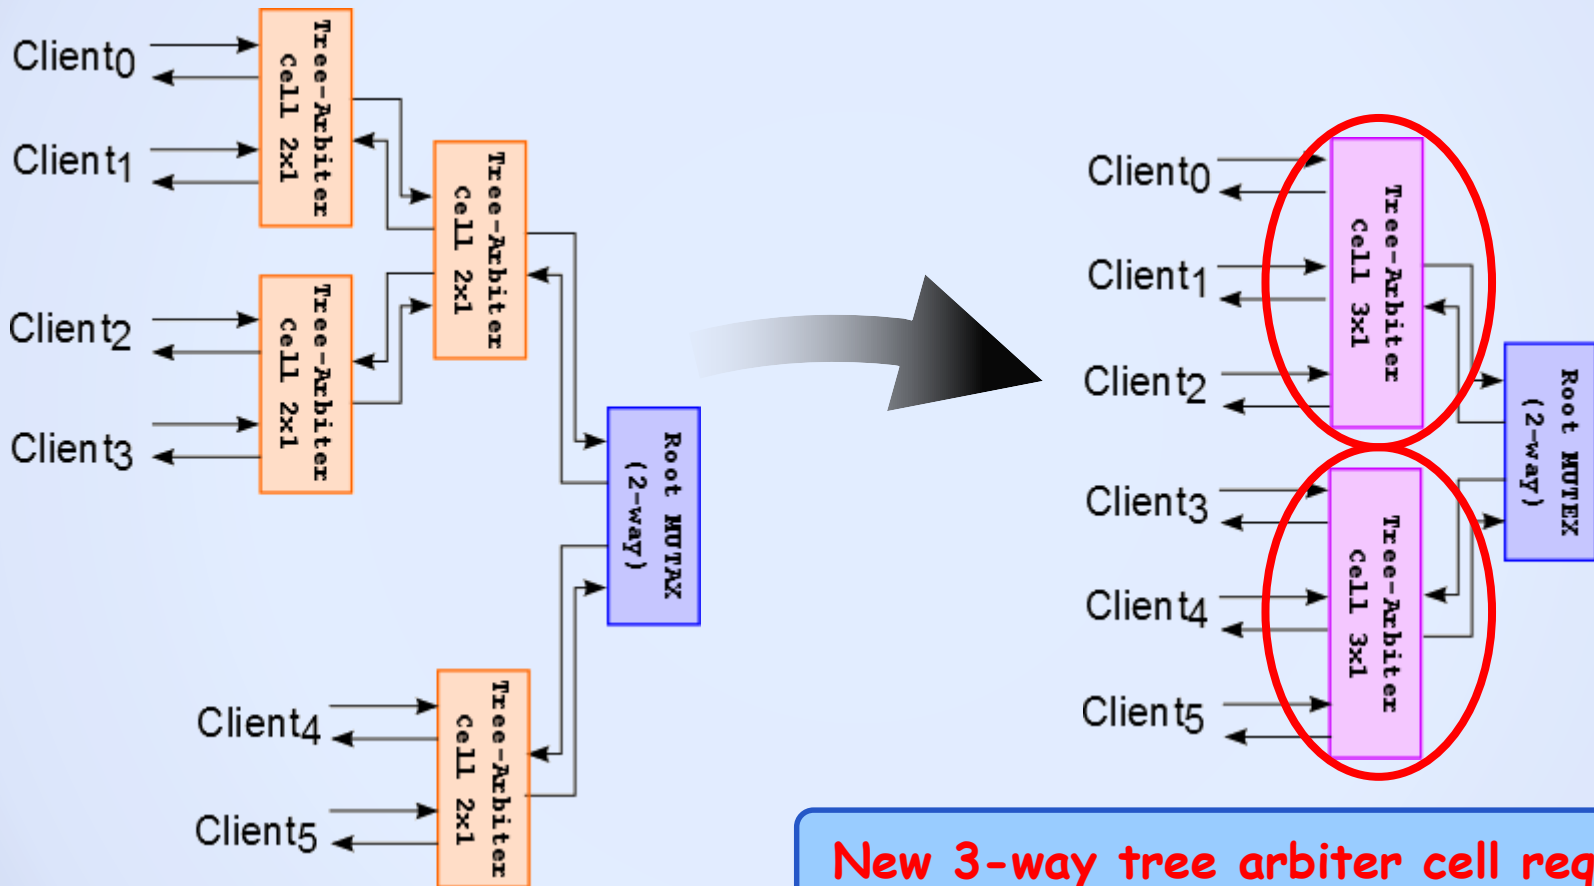 Client0
Client1
Tree-Arbiter
Cell 2x1
Client2
Client3
Tree-Arbiter
Cell 2x1
Tree-Arbiter
Cell 2x1
Root MUTAX
(2-way)
Client4
Client5
Tree-Arbiter
Cell 2x1
Client0
Client1
Client2
Tree-Arbiter
Cell 3x1
Client3
Client4
Client5
Tree-Arbiter
Cell 3x1
Root MUTEX
(2-way)
New 3-way tree arbiter cell